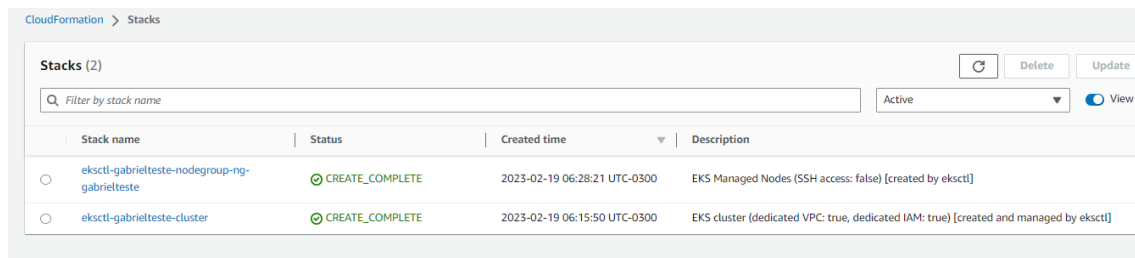 CloudFormation > Stacks
Stacks (2)
Delete
Update
Filter by stack name
Active
View
Stack name
Status
Created time
Description
eksctl-gabrielteste-nodegroup-ng-
gabrielteste
CREATE_COMPLETE
2023-02-19 06:28:21 UTC-0300
EKS Managed Nodes (SSH access: false) [created by eksctl]
eksctl-gabrielteste-cluster
CREATE_COMPLETE
2023-02-19 06:15:50 UTC-0300
EKS cluster (dedicated VPC: true, dedicated IAM: true) [created and managed by eksctl]